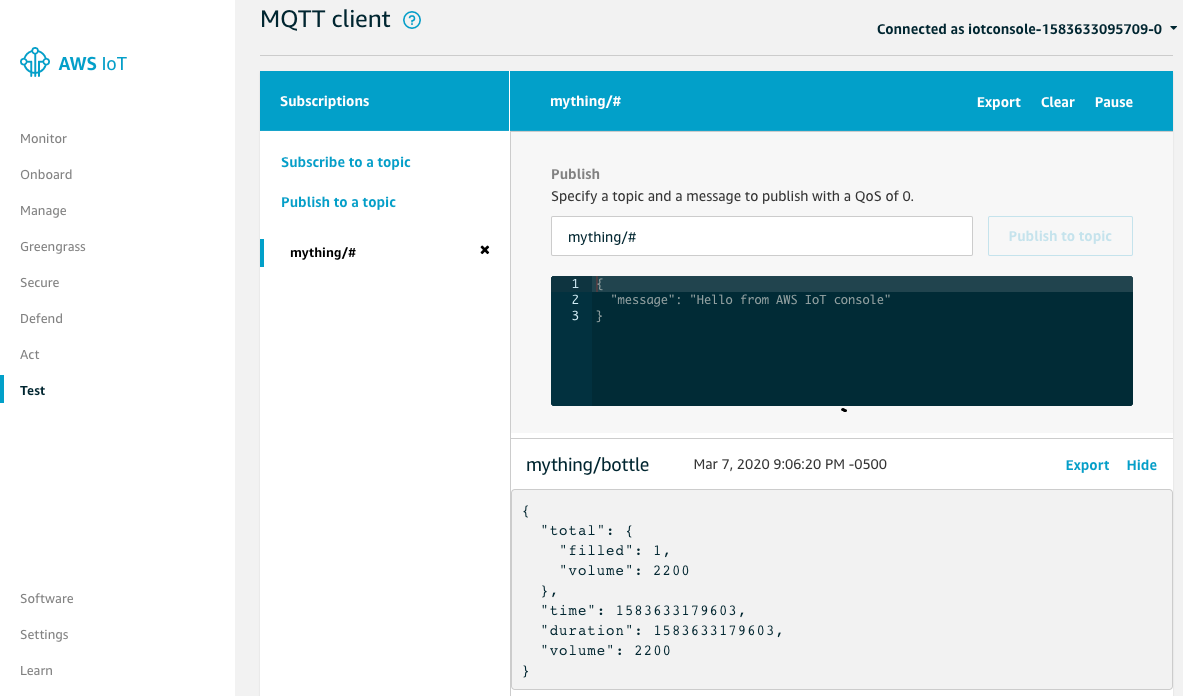 MQTT client ?
Connected as iotconsole-1583633095709-0
AWS IoT
Monitor
Onboard
Manage
Greengrass
Secure
Defend
Act
Test
Software
Settings
Learn
Subscriptions
Subscribe to a topic
Publish to a topic
mything/#
mything/#
Export Clear Pause
Publish
Specify a topic and a message to publish with a QoS of 0.
mything/#
Publish to topic
1 {
2 "message": "Hello from AWS IoT console"
3 }
mything/bottle Mar 7, 2020 9:06:20 PM -0500 Export Hide
{
"total": {
"filled": 1,
"volume": 2200
},
"time": 1583633179603,
"duration": 1583633179603,
"volume": 2200
}